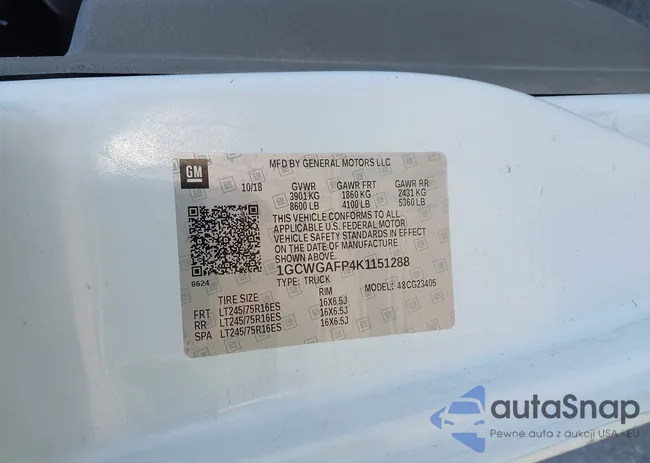 GM
MFD BY GENERAL MOTORS LLC
10/18 GVWR GAWR FRT GAWR RR
3901 KG 1860 KG 2431 KG
8600 LB 4100 LB 5360 LB
THIS VEHICLE CONFORMS TO ALL
APPLICABLE U.S. FEDERAL MOTOR
VEHICLE SAFETY STANDARDS IN EFFECT
ON THE DATE OF MANUFACTURE
SHOWN ABOVE.
1GCWGAFP4K1151288
8624 TYPE: TRUCK MODEL: 48CG23405
TIRE SIZE RIM
FRT LT245/75R16ES 16X6.5J
RR LT245/75R16ES 16X6.5J
SPA LT245/75R16ES 16X6.5J
autaSnap
Pewne auta z aukcji USA i EU